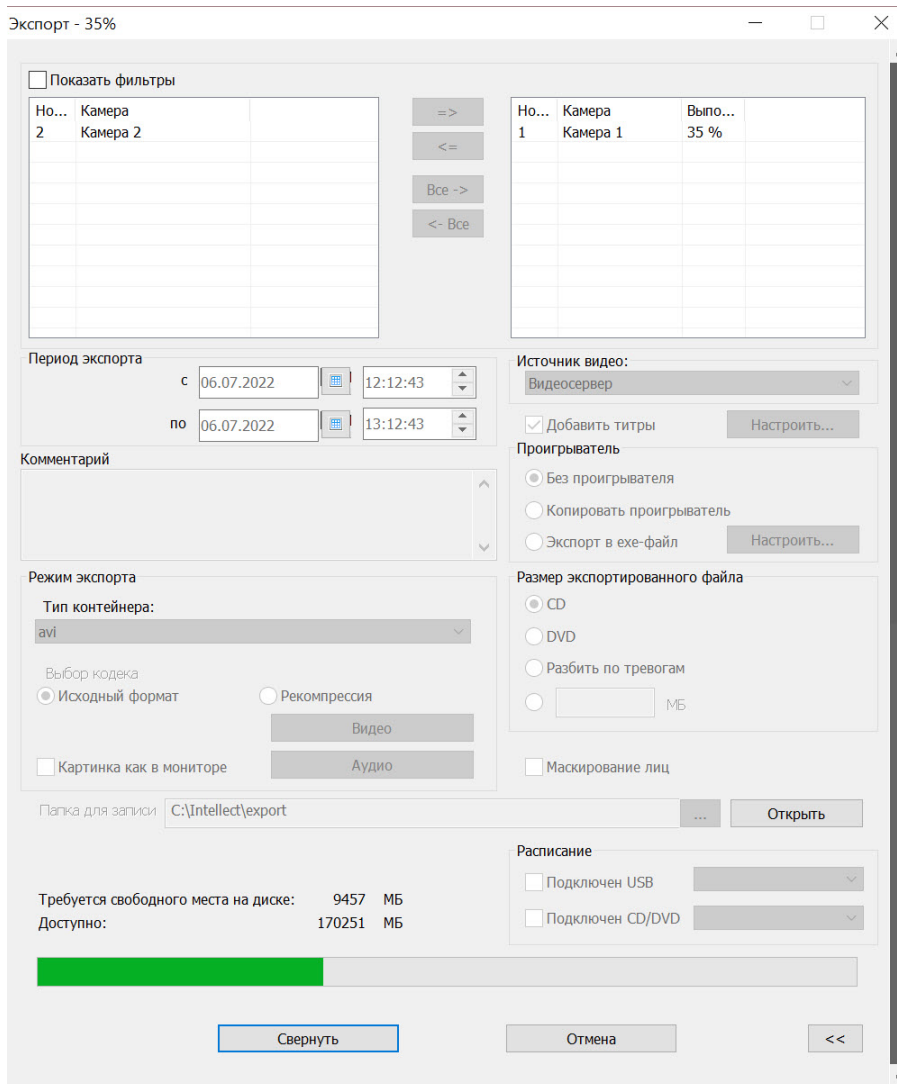 Экспорт - 35%
Показать фильтры
Но... Камера
2 Камера 2
=>
<=
Все ->
<- Все
Но... Камера Выпо...
1 Камера 1 35 %
Период экспорта
с 06.07.2022 12:12:43
по 06.07.2022 13:12:43
Источник видео:
Видеосервер
Добавить титры Настроить...
Комментарий
Проигрыватель
Без проигрывателя
Копировать проигрыватель
Экспорт в exe-файл Настроить...
Режим экспорта
Тип контейнера:
avi
Выбор кодека
Исходный формат Рекомпрессия
Видео
Картинка как в мониторе Аудио
Размер экспортированного файла
CD
DVD
Разбить по тревогам
МБ
Маскирование лиц
Папка для записи C:\Intellect\export ... Открыть
Расписание
Подключен USB
Подключен CD/DVD
Требуется свободного места на диске: 9457 МБ
Доступно: 170251 МБ
Свернуть Отмена <<